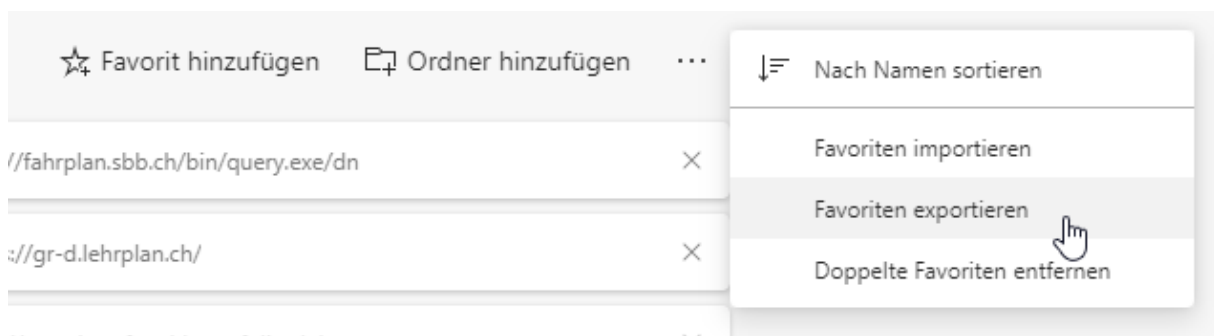 Favorit hinzufügen Ordner hinzufügen ...
Nach Namen sortieren
//fahrplan.sbb.ch/bin/query.exe/dn
Favoriten importieren
Favoriten exportieren
://gr-d.lehrplan.ch/
Doppelte Favoriten entfernen